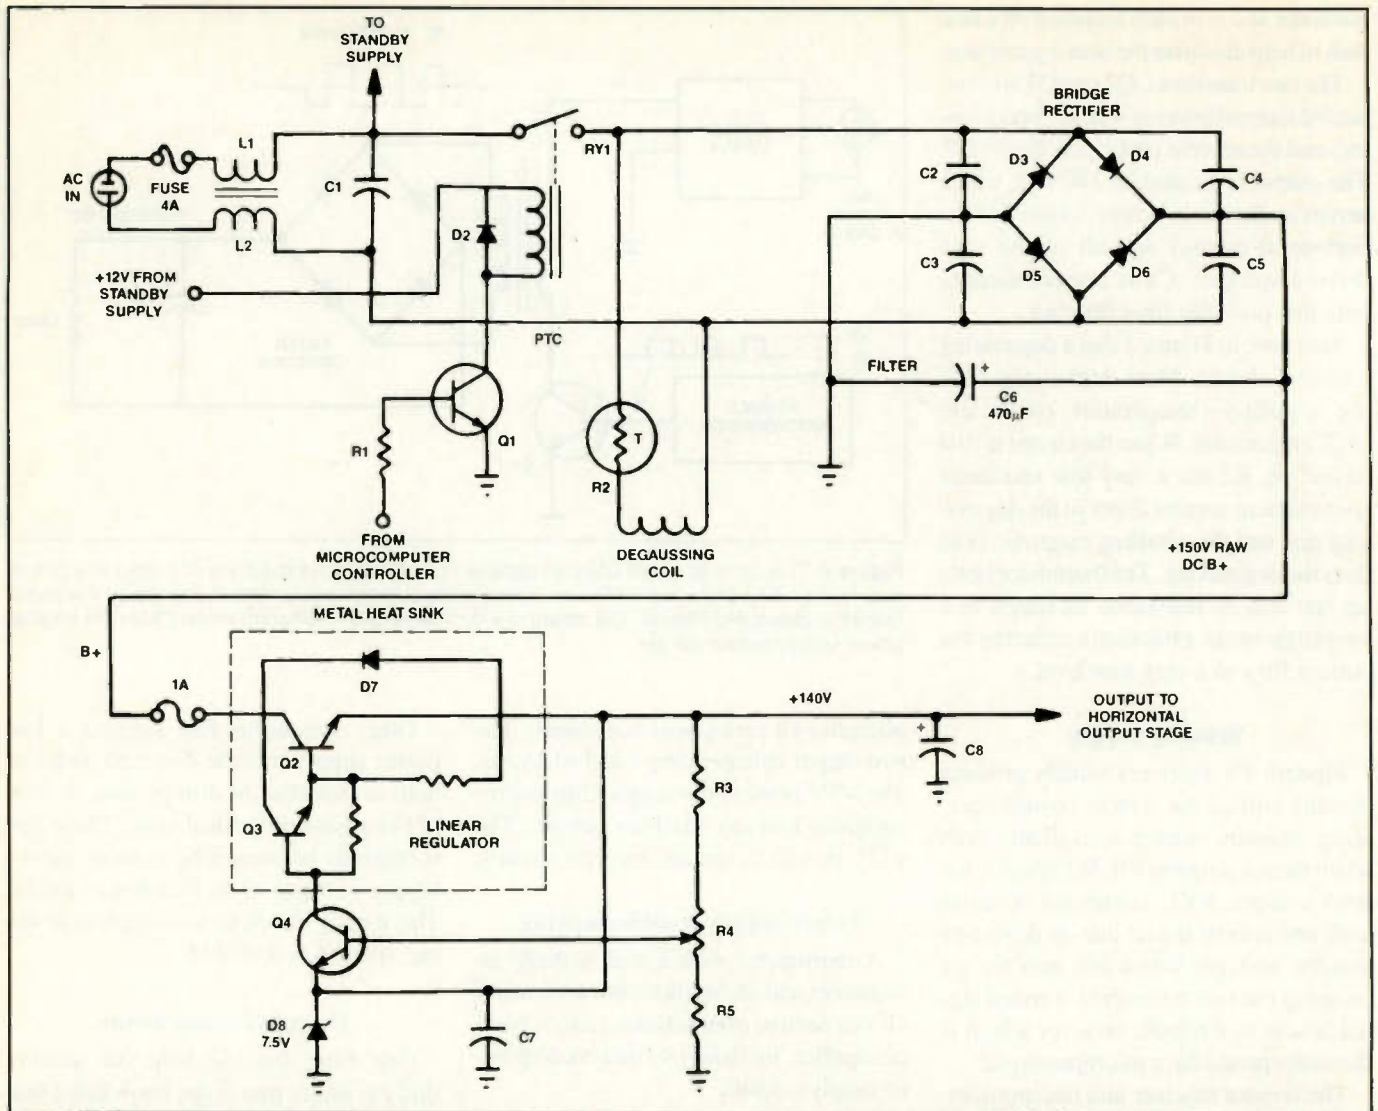 TO
STANDBY
SUPPLY
BRIDGE
RECTIFIER
L1
AC
IN
FUSE
4A
C1
RY1
C2
D3
D4
C4
L2
D2
C3
D5
D6
C5
+12V FROM
STANDBY
SUPPLY
PTC
FILTER
+
C6
470µF
R1
Q1
T
R2
FROM
MICROCOMPUTER
CONTROLLER
DEGAUSSING
COIL
+150V RAW
DC B+
METAL HEAT SINK
B+
1A
D7
+140V
OUTPUT TO
HORIZONTAL
OUTPUT STAGE
Q2
+
C8
R3
Q3
LINEAR
REGULATOR
Q4
R4
D8
7.5V
C7
R5